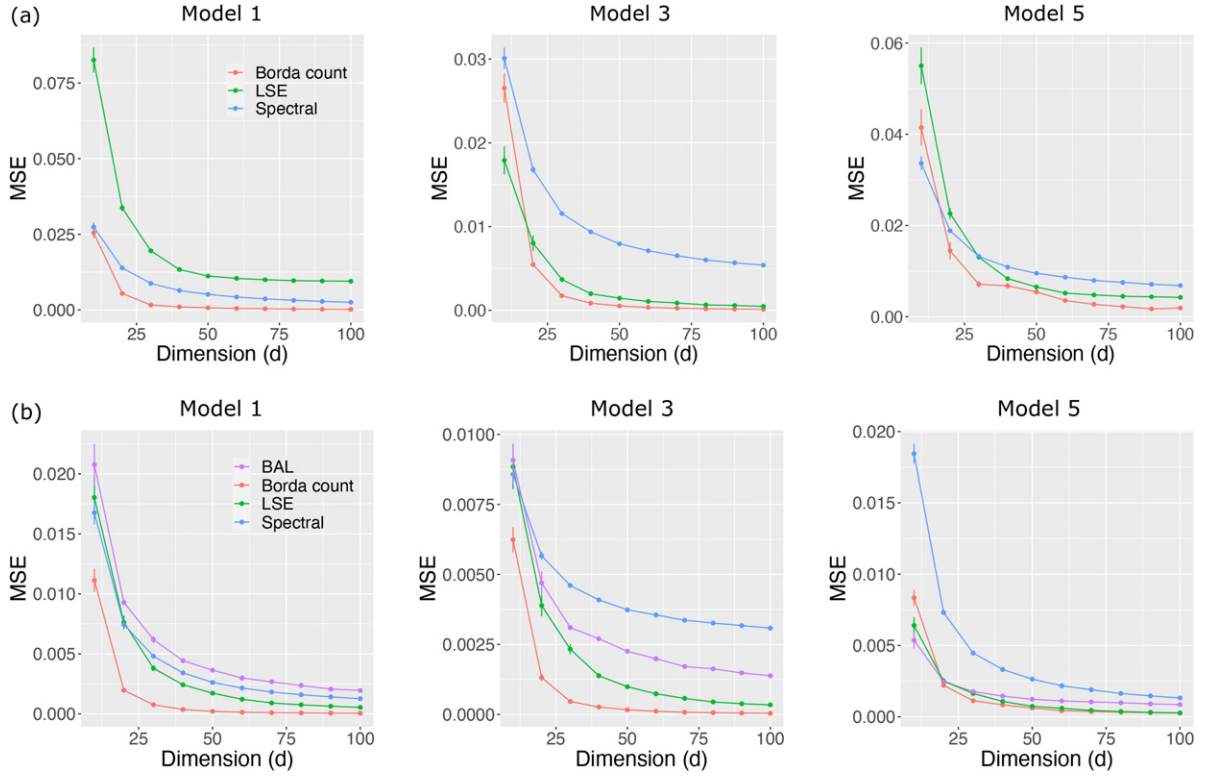 (a)
Model 1
Model 3
Model 5
MSE
0.075
0.050
0.025
0.000
Borda count
LSE
Spectral
25
50
75
100
Dimension (d)
MSE
0.03
0.02
0.01
0.00
25
50
75
100
Dimension (d)
MSE
0.06
0.04
0.02
0.00
25
50
75
100
Dimension (d)
(b)
Model 1
Model 3
Model 5
MSE
0.020
0.015
0.010
0.005
0.000
BAL
Borda count
LSE
Spectral
25
50
75
100
Dimension (d)
MSE
0.0100
0.0075
0.0050
0.0025
0.0000
25
50
75
100
Dimension (d)
MSE
0.020
0.015
0.010
0.005
0.000
25
50
75
100
Dimension (d)